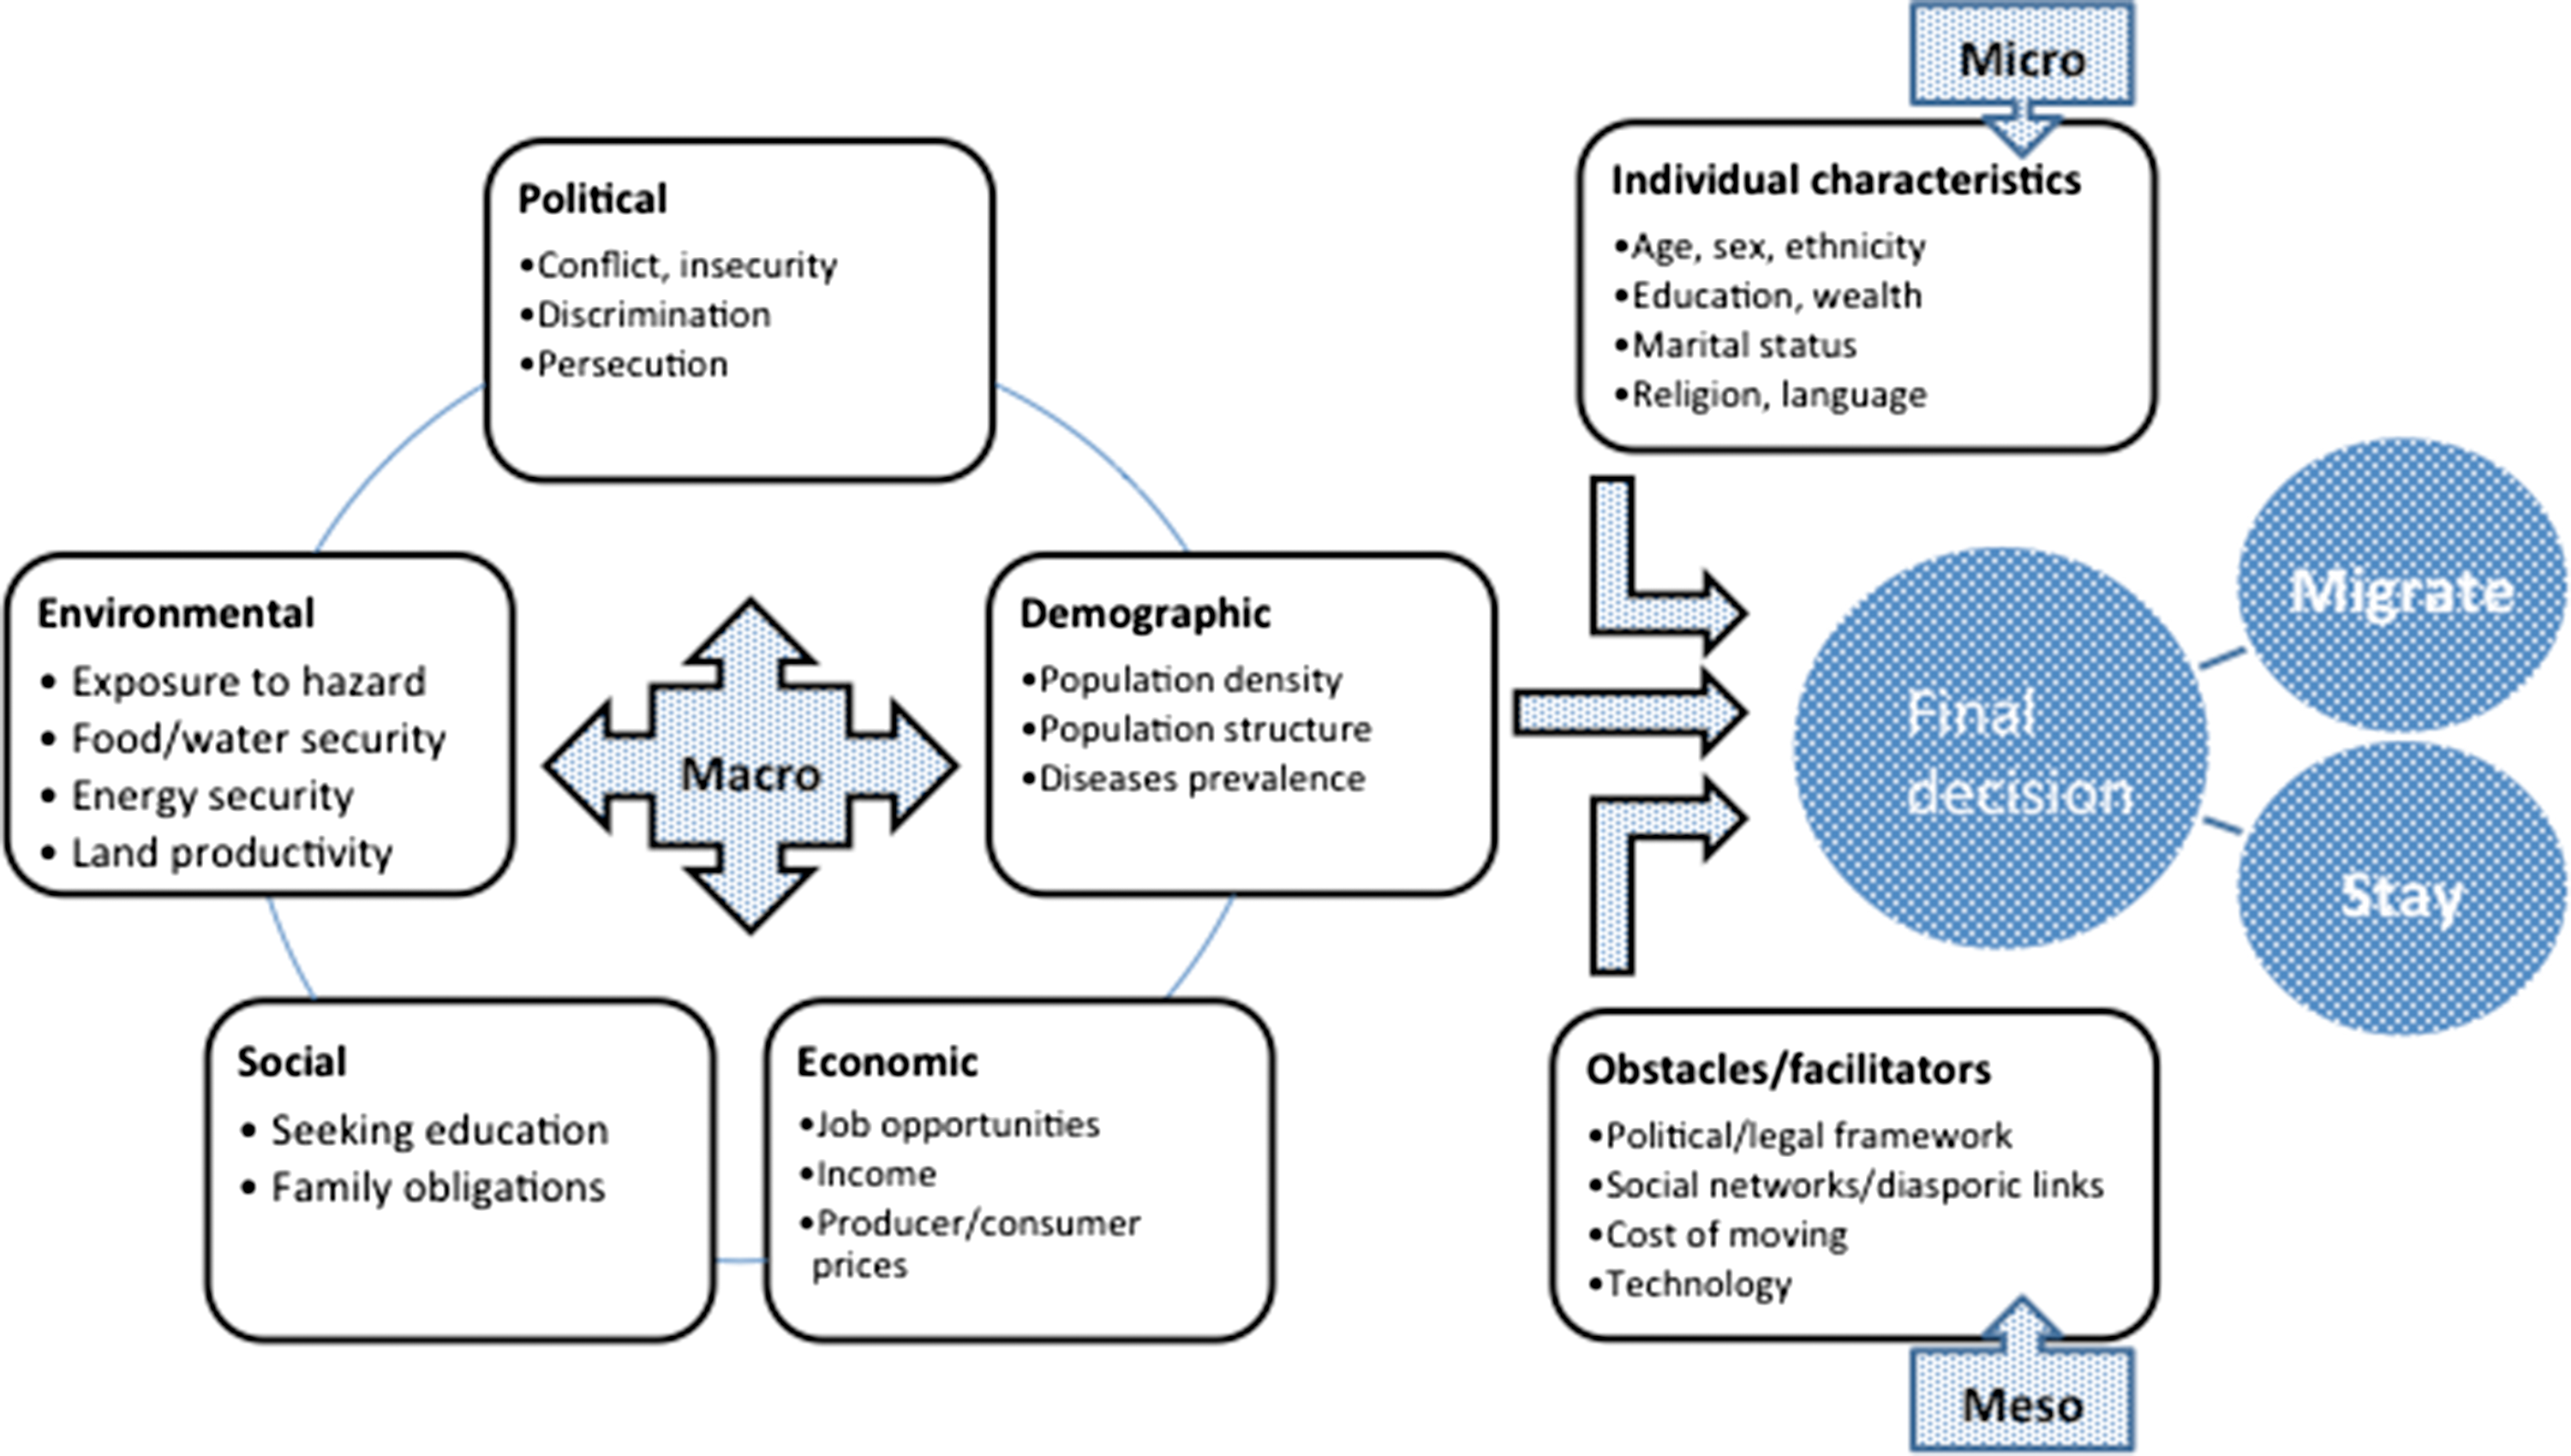 Political
•Conflict, insecurity
•Discrimination
•Persecution
Environmental
• Exposure to hazard
• Food/water security
• Energy security
• Land productivity
Macro
Demographic
•Population density
•Population structure
•Diseases prevalence
Social
• Seeking education
• Family obligations
Economic
•Job opportunities
•Income
•Producer/consumer
prices
Micro
Individual characteristics
•Age, sex, ethnicity
•Education, wealth
•Marital status
•Religion, language
Final
decision
Migrate
Stay
Obstacles/facilitators
•Political/legal framework
•Social networks/diasporic links
•Cost of moving
•Technology
Meso